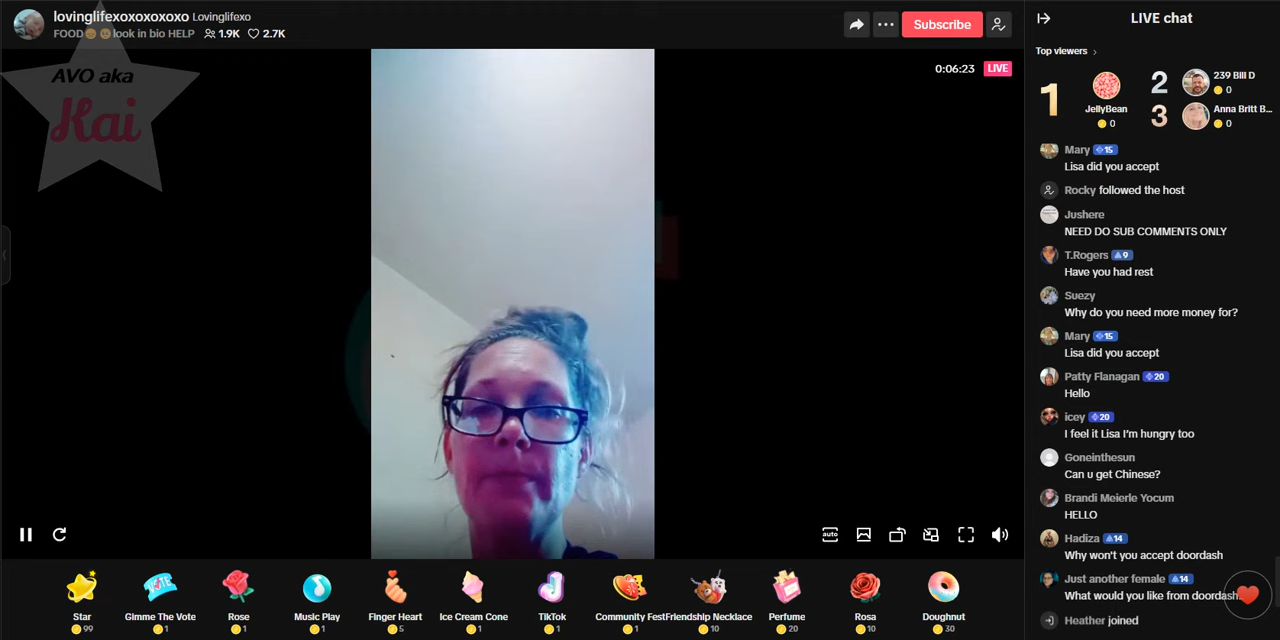 lovinglifexoxoxoxoxo Lovinglifexo
FOOD😞😞look in bio HELP 1.9K 2.7K
Subscribe
AVO aka
Kai
0:06:23 LIVE
auto
Star
99
Gimme The Vote
1
Rose
1
Music Play
1
Finger Heart
5
Ice Cream Cone
1
TikTok
1
Community Fest
1
Friendship Necklace
10
Perfume
20
Rosa
10
Doughnut
30
LIVE chat
Top viewers
1
JellyBean
0
2
239 Bill D
0
3
Anna Britt B...
0
Mary 15
Lisa did you accept
Rocky followed the host
Jushere
NEED DO SUB COMMENTS ONLY
T.Rogers 9
Have you had rest
Suezy
Why do you need more money for?
Mary 15
Lisa did you accept
Patty Flanagan 20
Hello
icey 20
I feel it Lisa I'm hungry too
Goneinthesun
Can u get Chinese?
Brandi Meierle Yocum
HELLO
Hadiza 14
Why won't you accept doordash
Just another female 14
What would you like from doordash
Heather joined